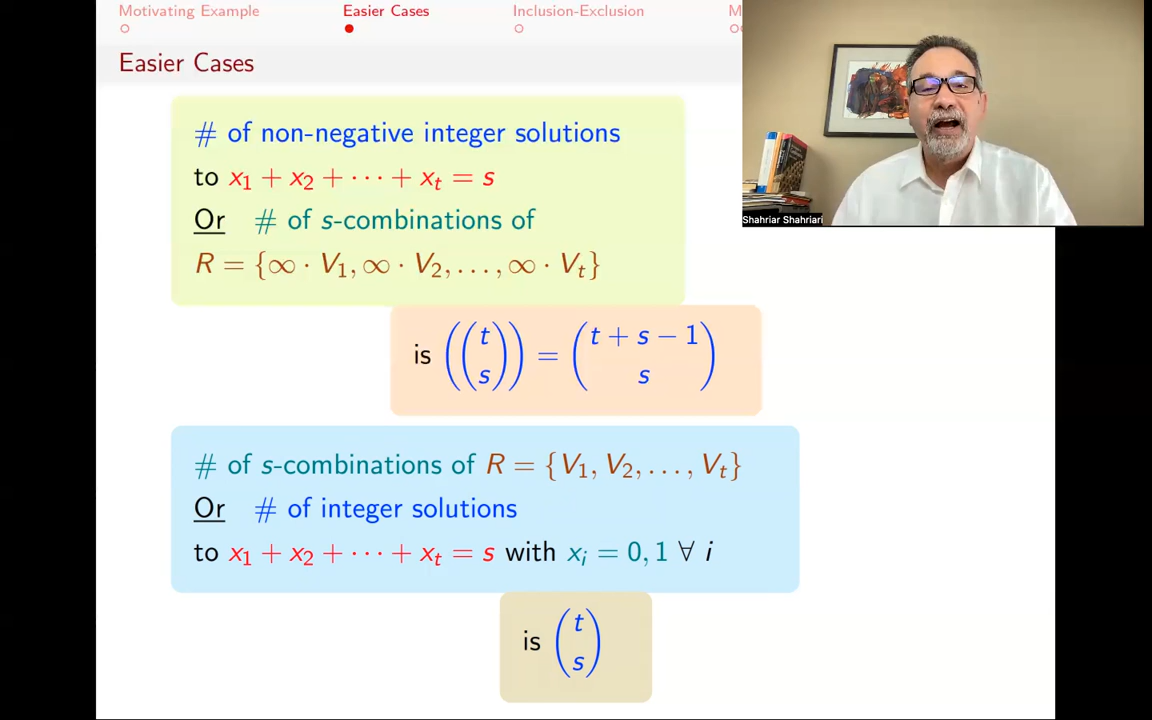 Motivating Example Easier Cases Inclusion-Exclusion M
Easier Cases
# of non-negative integer solutions
to x₁ + x₂ + ··· + xₜ = s
Or # of s-combinations of
R = {∞ · V₁, ∞ · V₂, . . . , ∞ · Vₜ}
is ((t s)) = (t + s − 1 s)
# of s-combinations of R = {V₁, V₂, . . . , Vₜ}
Or # of integer solutions
to x₁ + x₂ + ··· + xₜ = s with xᵢ = 0, 1 ∀ i
is (t s)
Shahriar Shahriari